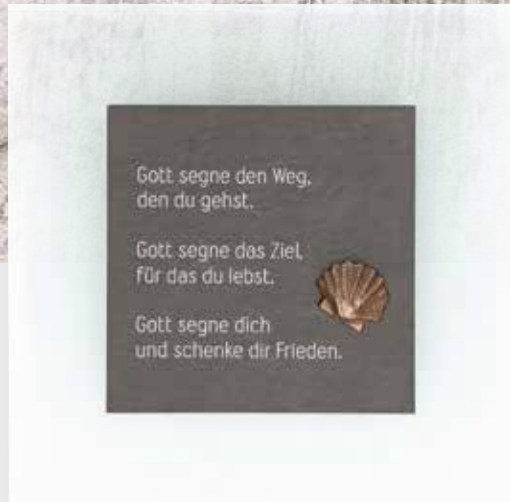 Gott segne den Weg,
den du gehst.
Gott segne das Ziel,
für das du lebst.
Gott segne dich
und schenke dir Frieden.